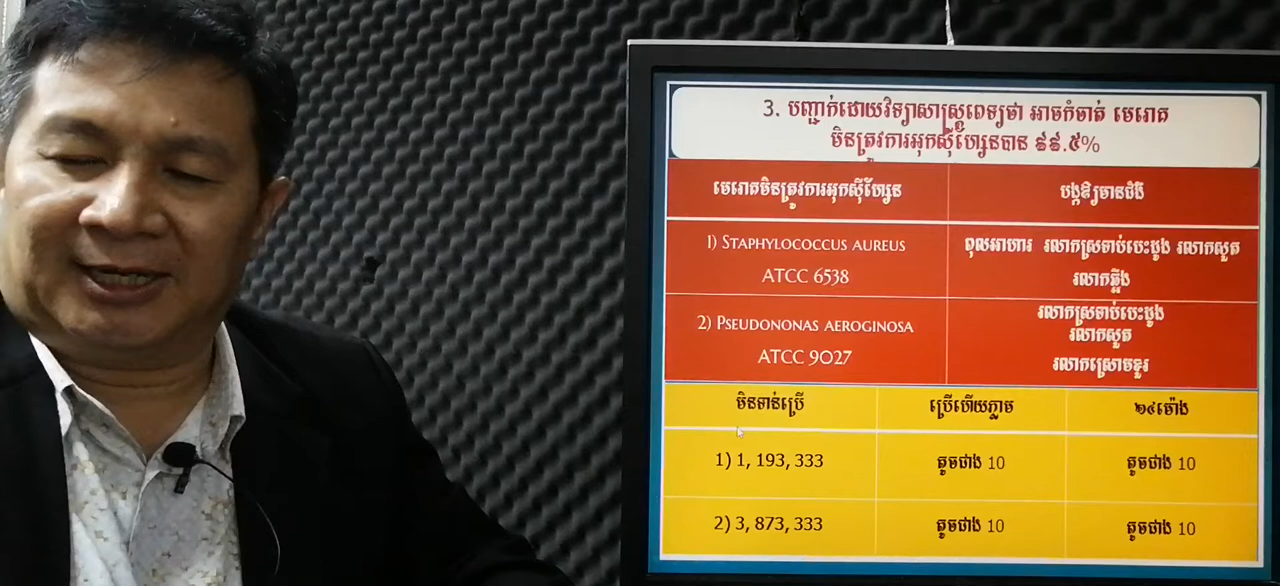 3. បញ្ជាក់ដោយវិទ្យាសាស្ត្រពេទ្យថា អាចកំចាត់ មេរោគ
មិនត្រូវការអុកស៊ីហ្សែនបាន ៩៩.៥%
មេរោគមិនត្រូវការអុកស៊ីហ្សែន
បង្កឱ្យមានជំងឺ
1) STAPHYLOCOCCUS AUREUS
ATCC 6538
ពុលអាហារ រលាកស្រទាប់បេះដូង រលាកសួត
រលាកឆ្អឹង
2) PSEUDONONAS AEROGINOSA
ATCC 9027
រលាកស្រទាប់បេះដូង
រលាកសួត
រលាកស្រោមខួរ
មិនទាន់ប្រើ
ប្រើហើយភ្លាម
២៤ម៉ោង
1) 1, 193, 333
តូចជាង 10
តូចជាង 10
2) 3, 873, 333
តូចជាង 10
តូចជាង 10